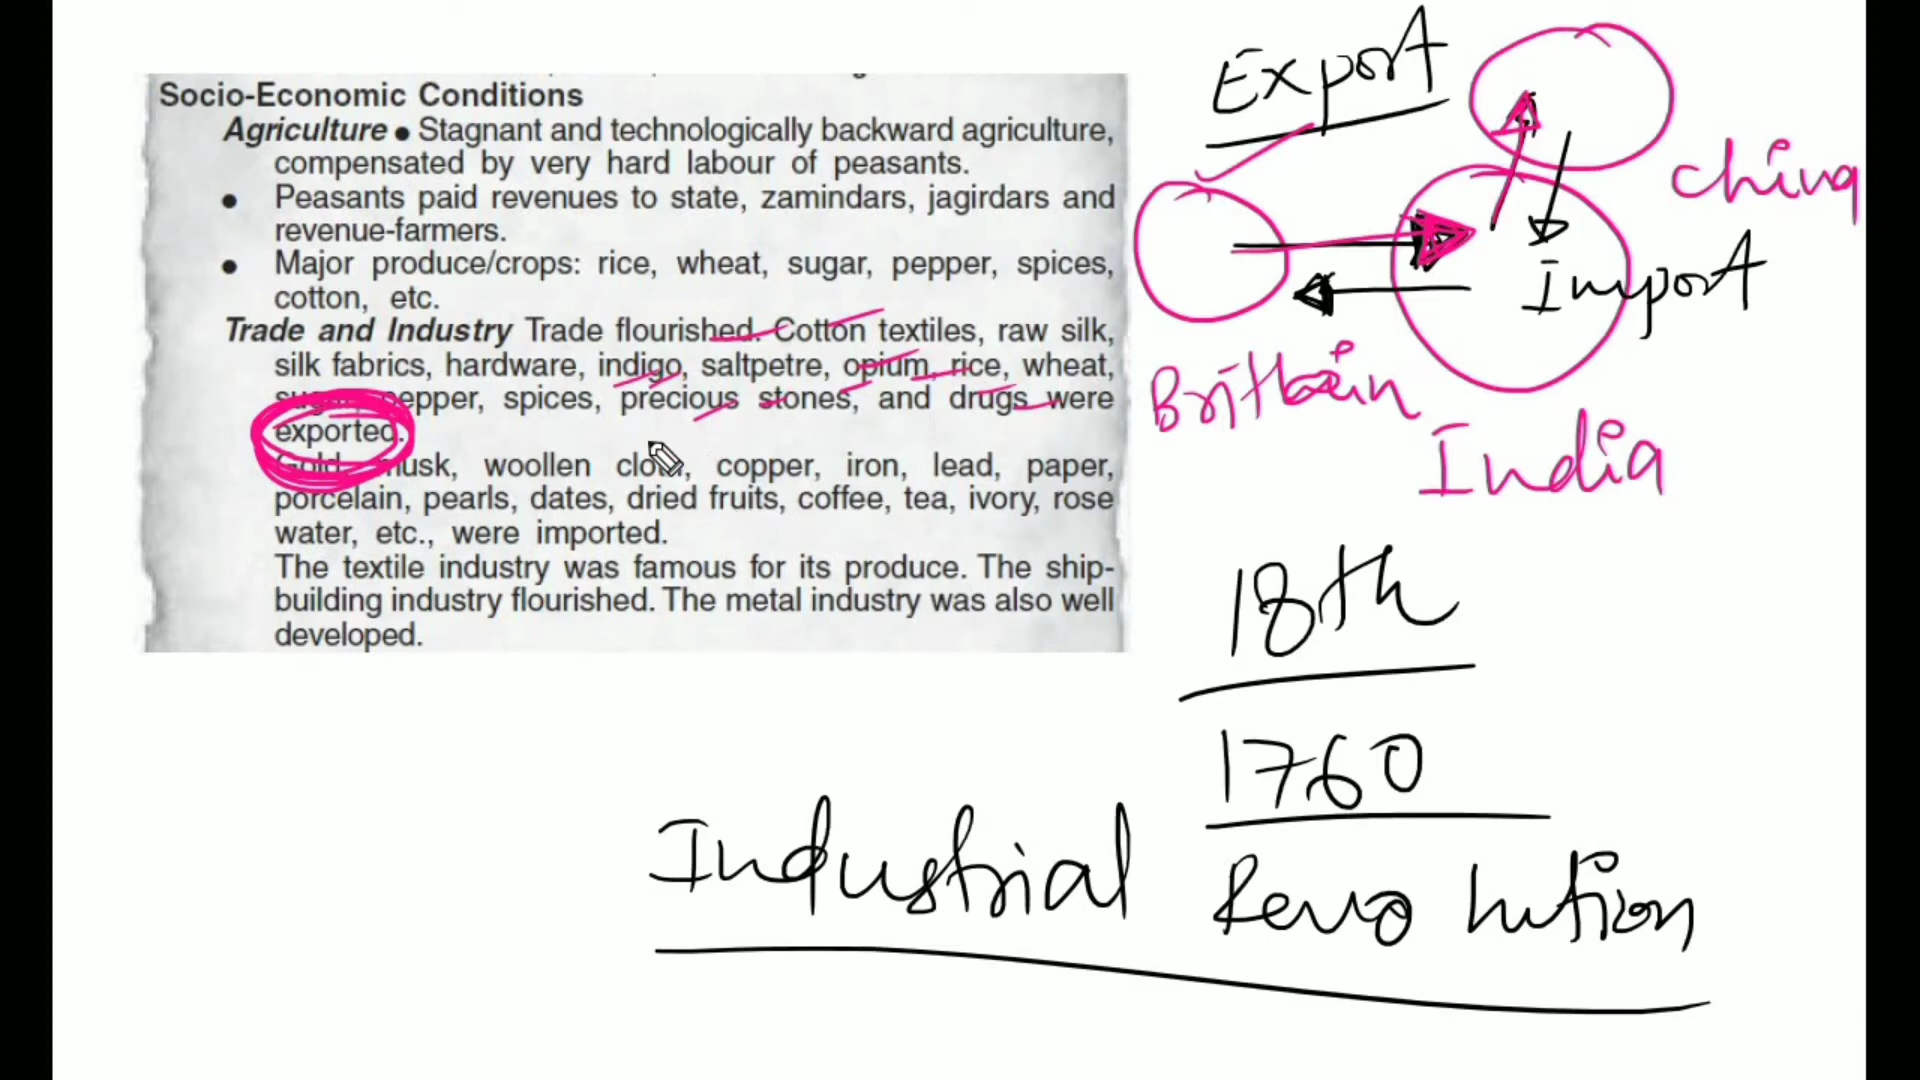 Socio-Economic Conditions
Agriculture ● Stagnant and technologically backward agriculture,
compensated by very hard labour of peasants.
● Peasants paid revenues to state, zamindars, jagirdars and
revenue-farmers.
● Major produce/crops: rice, wheat, sugar, pepper, spices,
cotton, etc.
Trade and Industry Trade flourished. Cotton textiles, raw silk,
silk fabrics, hardware, indigo, saltpetre, opium, rice, wheat,
sugar, pepper, spices, precious stones, and drugs were
exported.
Gold, musk, woollen cloth, copper, iron, lead, paper,
porcelain, pearls, dates, dried fruits, coffee, tea, ivory, rose
water, etc., were imported.
The textile industry was famous for its produce. The ship-
building industry flourished. The metal industry was also well
developed.
Export
China
Import
Brittain
India
18th
1760
Industrial Revolution